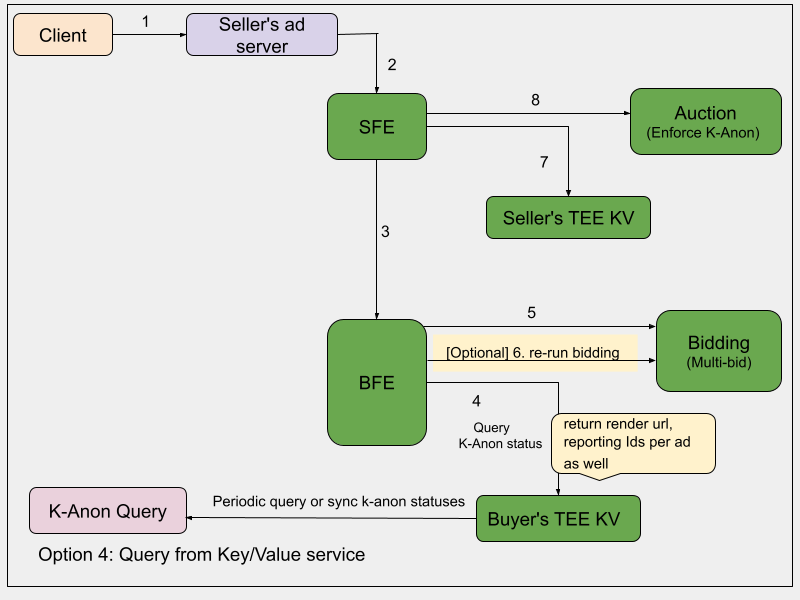 Client
1
Seller's ad
server
2
SFE
8
Auction
(Enforce K-Anon)
7
Seller's TEE KV
3
BFE
5
[Optional] 6. re-run bidding
Bidding
(Multi-bid)
4
Query
K-Anon status
return render url,
reporting Ids per ad
as well
K-Anon Query
Periodic query or sync k-anon statuses
Buyer's TEE KV
Option 4: Query from Key/Value service